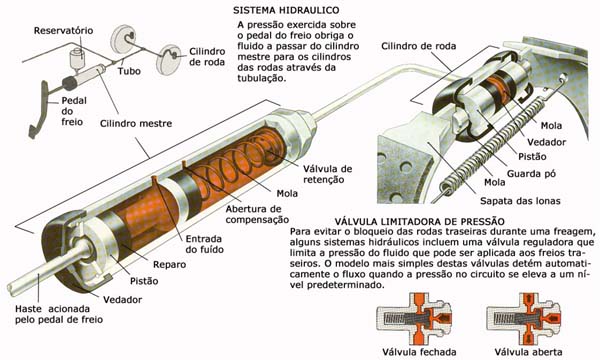 SISTEMA HIDRAULICO
A pressão exercida sobre
o pedal do freio obriga o
fluido a passar do cilindro
mestre para os cilindros
das rodas através da
tubulação.
Reservatório
Cilindro
de roda
Tubo
Pedal
do
freio
Cilindro mestre
Cilindro de roda
Mola
Vedador
Pistão
Guarda pó
Mola
Sapata das lonas
Válvula de
retenção
Mola
Abertura de
compensação
Entrada
do fuído
Reparo
Pistão
Vedador
Haste acionada
pelo pedal de freio
VÁLVULA LIMITADORA DE PRESSÃO
Para evitar o bloqueio das rodas traseiras durante uma freagem,
alguns sistemas hidráulicos incluem uma válvula reguladora que
limita a pressão do fluido que pode ser aplicada aos freios tra-
seiros. O modelo mais simples destas válvulas detém automati-
camente o fluxo quando a pressão no circuito se eleva a um ní-
vel predeterminado.
Válvula fechada
Válvula aberta